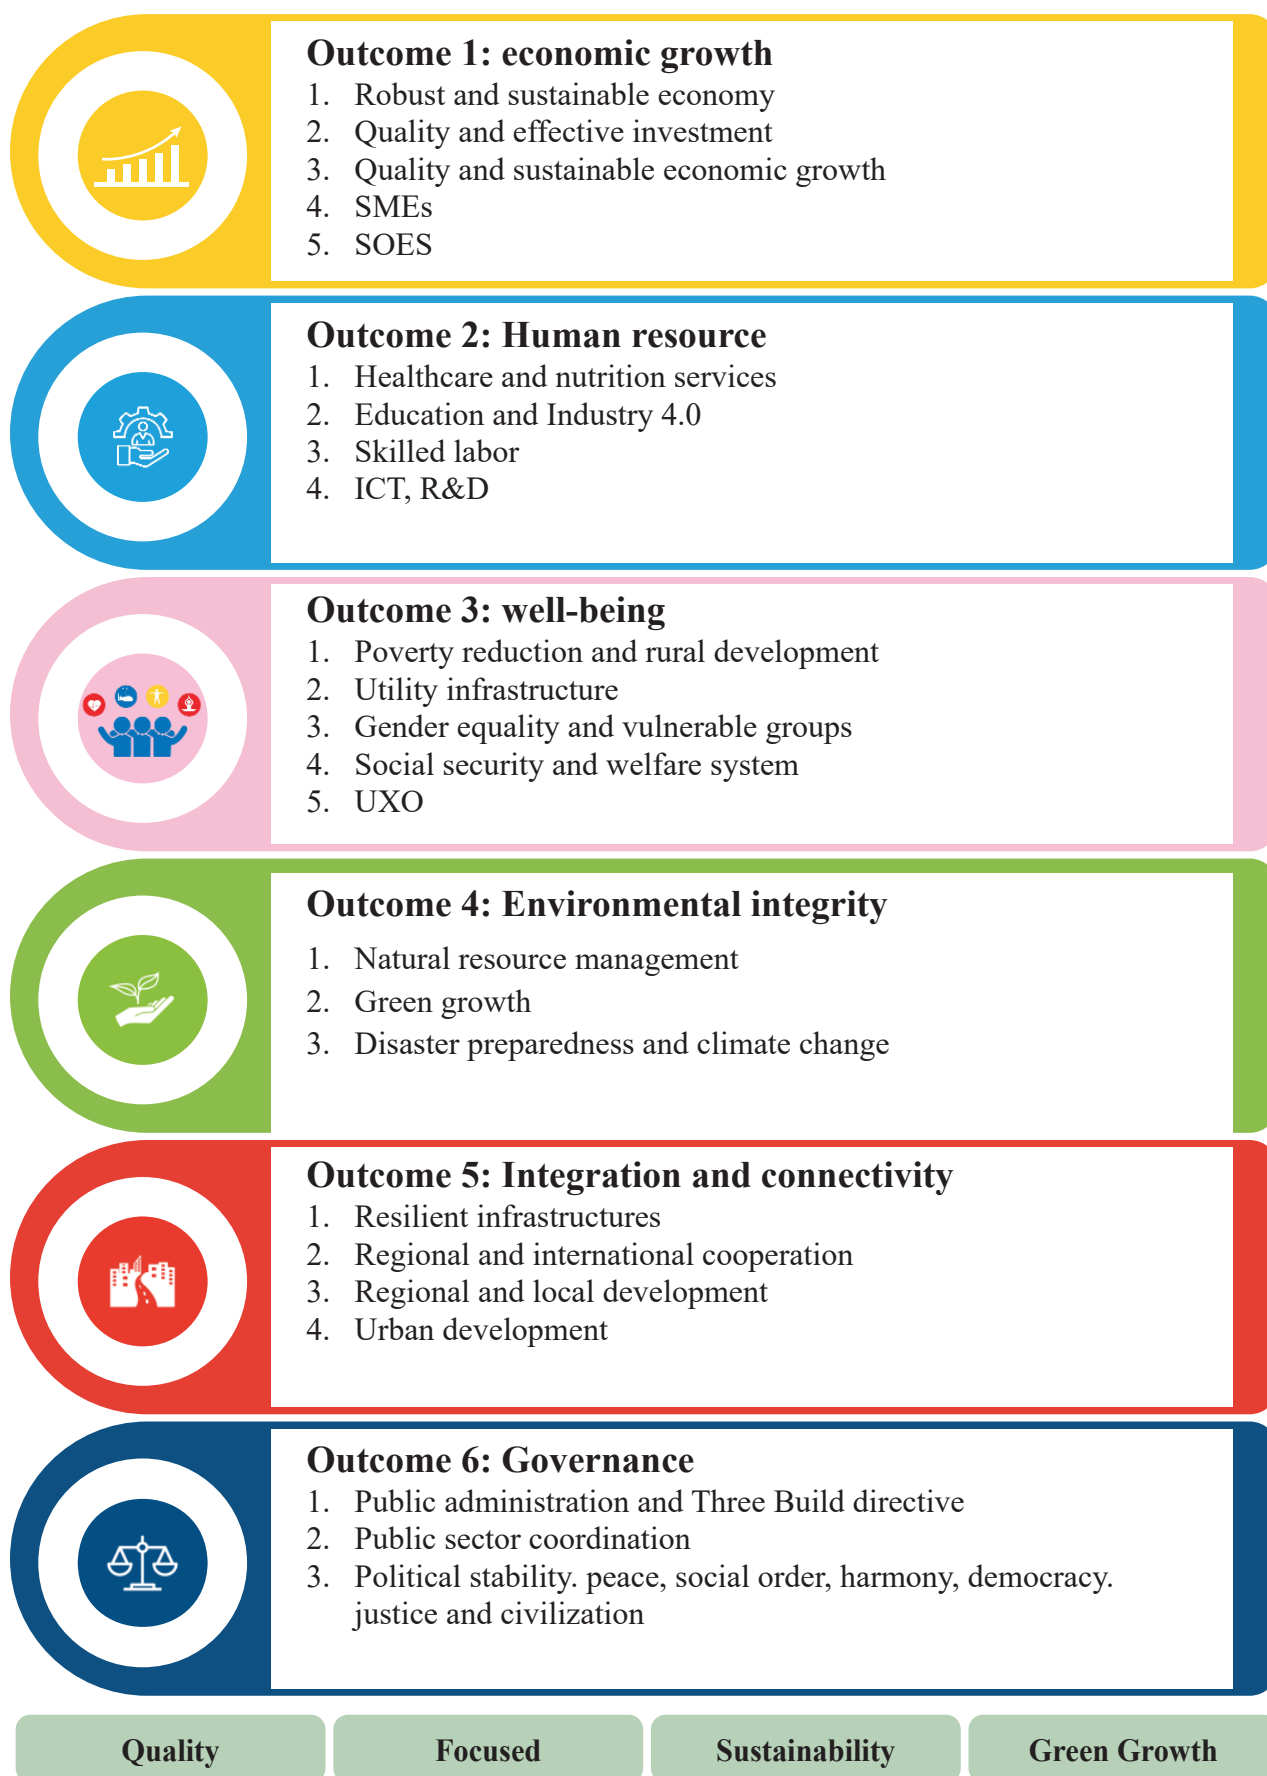 Outcome 1: economic growth
1. Robust and sustainable economy
2. Quality and effective investment
3. Quality and sustainable economic growth
4. SMEs
5. SOES
Outcome 2: Human resource
1. Healthcare and nutrition services
2. Education and Industry 4.0
3. Skilled labor
4. ICT, R&D
Outcome 3: well-being
1. Poverty reduction and rural development
2. Utility infrastructure
3. Gender equality and vulnerable groups
4. Social security and welfare system
5. UXO
Outcome 4: Environmental integrity
1. Natural resource management
2. Green growth
3. Disaster preparedness and climate change
Outcome 5: Integration and connectivity
1. Resilient infrastructures
2. Regional and international cooperation
3. Regional and local development
4. Urban development
Outcome 6: Governance
1. Public administration and Three Build directive
2. Public sector coordination
3. Political stability. peace, social order, harmony, democracy.
justice and civilization
Quality Focused Sustainability Green Growth